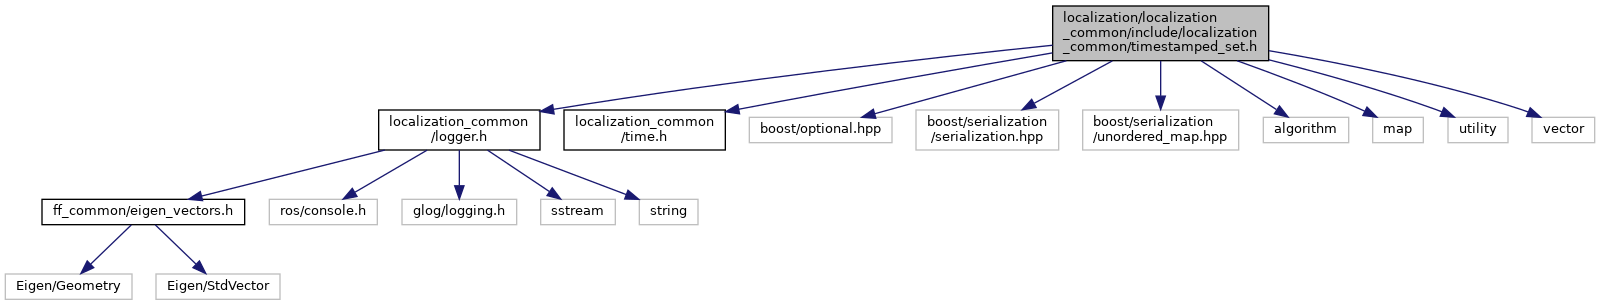 localization/localization
_common/include/localization
_common/timestamped_set.h
localization_common
/logger.h
localization_common
/time.h
boost/optional.hpp
boost/serialization
/serialization.hpp
boost/serialization
/unordered_map.hpp
algorithm
map
utility
vector
ff_common/eigen_vectors.h
ros/console.h
glog/logging.h
sstream
string
Eigen/Geometry
Eigen/StdVector